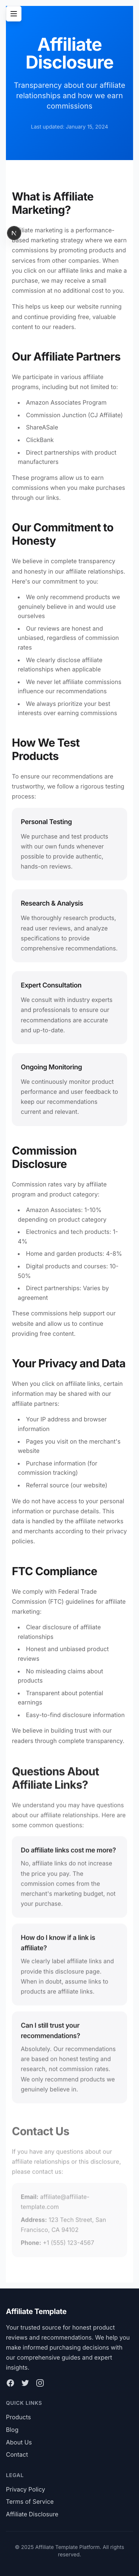 Affiliate
Disclosure
Transparency about our affiliate
relationships and how we earn
commissions
Last updated: January 15, 2024
What is Affiliate
Marketing?
Affiliate marketing is a performance-
based marketing strategy where we earn
commissions by promoting products and
services from other companies. When
you click on our affiliate links and make a
purchase, we may receive a small
commission at no additional cost to you.
This helps us keep our website running
and continue providing free, valuable
content to our readers.
Our Affiliate Partners
We participate in various affiliate
programs, including but not limited to:
• Amazon Associates Program
• Commission Junction (CJ Affiliate)
• ShareASale
• ClickBank
• Direct partnerships with product
manufacturers
These programs allow us to earn
commissions when you make purchases
through our links.
Our Commitment to
Honesty
We believe in complete transparency
and honesty in our affiliate relationships.
Here's our commitment to you:
• We only recommend products we
genuinely believe in and would use
ourselves
• Our reviews are honest and
unbiased, regardless of commission
rates
• We clearly disclose affiliate
relationships when applicable
• We never let affiliate commissions
influence our recommendations
• We always prioritize your best
interests over earning commissions
How We Test
Products
To ensure our recommendations are
trustworthy, we follow a rigorous testing
process:
Personal Testing
We purchase and test products
with our own funds whenever
possible to provide authentic,
hands-on reviews.
Research & Analysis
We thoroughly research products,
read user reviews, and analyze
specifications to provide
comprehensive recommendations.
Expert Consultation
We consult with industry experts
and professionals to ensure our
recommendations are accurate
and up-to-date.
Ongoing Monitoring
We continuously monitor product
performance and user feedback to
keep our recommendations
current and relevant.
Commission
Disclosure
Commission rates vary by affiliate
program and product category:
• Amazon Associates: 1-10%
depending on product category
• Electronics and tech products: 1-
4%
• Home and garden products: 4-8%
• Digital products and courses: 10-
50%
• Direct partnerships: Varies by
agreement
These commissions help support our
website and allow us to continue
providing free content.
Your Privacy and Data
When you click on affiliate links, certain
information may be shared with our
affiliate partners:
• Your IP address and browser
information
• Pages you visit on the merchant's
website
• Purchase information (for
commission tracking)
• Referral source (our website)
We do not have access to your personal
information or purchase details. This
data is handled by the affiliate networks
and merchants according to their privacy
policies.
FTC Compliance
We comply with Federal Trade
Commission (FTC) guidelines for affiliate
marketing:
• Clear disclosure of affiliate
relationships
• Honest and unbiased product
reviews
• No misleading claims about
products
• Transparent about potential
earnings
• Easy-to-find disclosure information
We believe in building trust with our
readers through complete transparency.
Questions About
Affiliate Links?
We understand you may have questions
about our affiliate relationships. Here are
some common questions:
Do affiliate links cost me more?
No, affiliate links do not increase
the price you pay. The
commission comes from the
merchant's marketing budget, not
your purchase.
How do I know if a link is
affiliate?
We clearly label affiliate links and
provide this disclosure page.
When in doubt, assume links to
products are affiliate links.
Can I still trust your
recommendations?
Absolutely. Our recommendations
are based on honest testing and
research, not commission rates.
We only recommend products we
genuinely believe in.
Contact Us
If you have any questions about our
affiliate relationships or this disclosure,
please contact us:
Email: affiliate@affiliate-
template.com
Address: 123 Tech Street, San
Francisco, CA 94102
Phone: +1 (555) 123-4567
Affiliate Template
Your trusted source for honest product
reviews and recommendations. We help you
make informed purchasing decisions with
our comprehensive guides and expert
insights.
QUICK LINKS
Products
Blog
About Us
Contact
LEGAL
Privacy Policy
Terms of Service
Affiliate Disclosure
© 2025 Affiliate Template Platform. All rights
reserved.